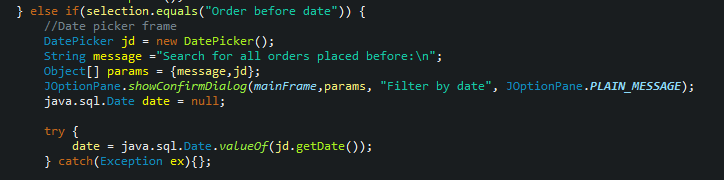 } else if(selection.equals("Order before date")) {
//Date picker frame
DatePicker jd = new DatePicker();
String message ="Search for all orders placed before:\n";
Object[] params = {message,jd};
JOptionPane.showConfirmDialog(mainFrame,params, "Filter by date", JOptionPane.PLAIN_MESSAGE);
java.sql.Date date = null;
try {
date = java.sql.Date.valueOf(jd.getDate());
} catch(Exception ex){};